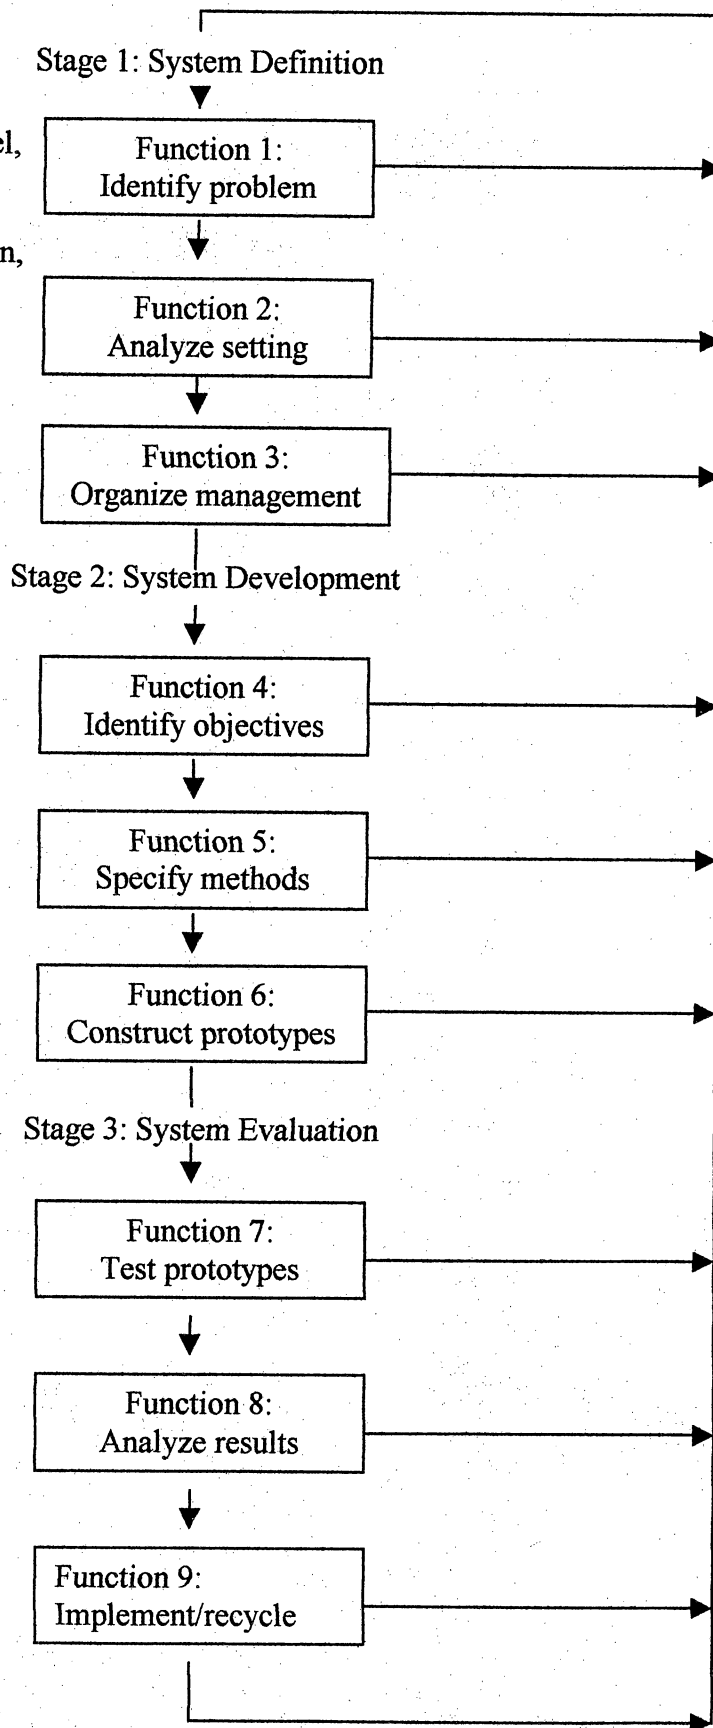 Stage 1: System Definition
Function 1:
Identify problem
Function 2:
Analyze setting
Function 3:
Organize management
Stage 2: System Development
Function 4:
Identify objectives
Function 5:
Specify methods
Function 6:
Construct prototypes
Stage 3: System Evaluation
Function 7:
Test prototypes
Function 8:
Analyze results
Function 9:
Implement/recycle